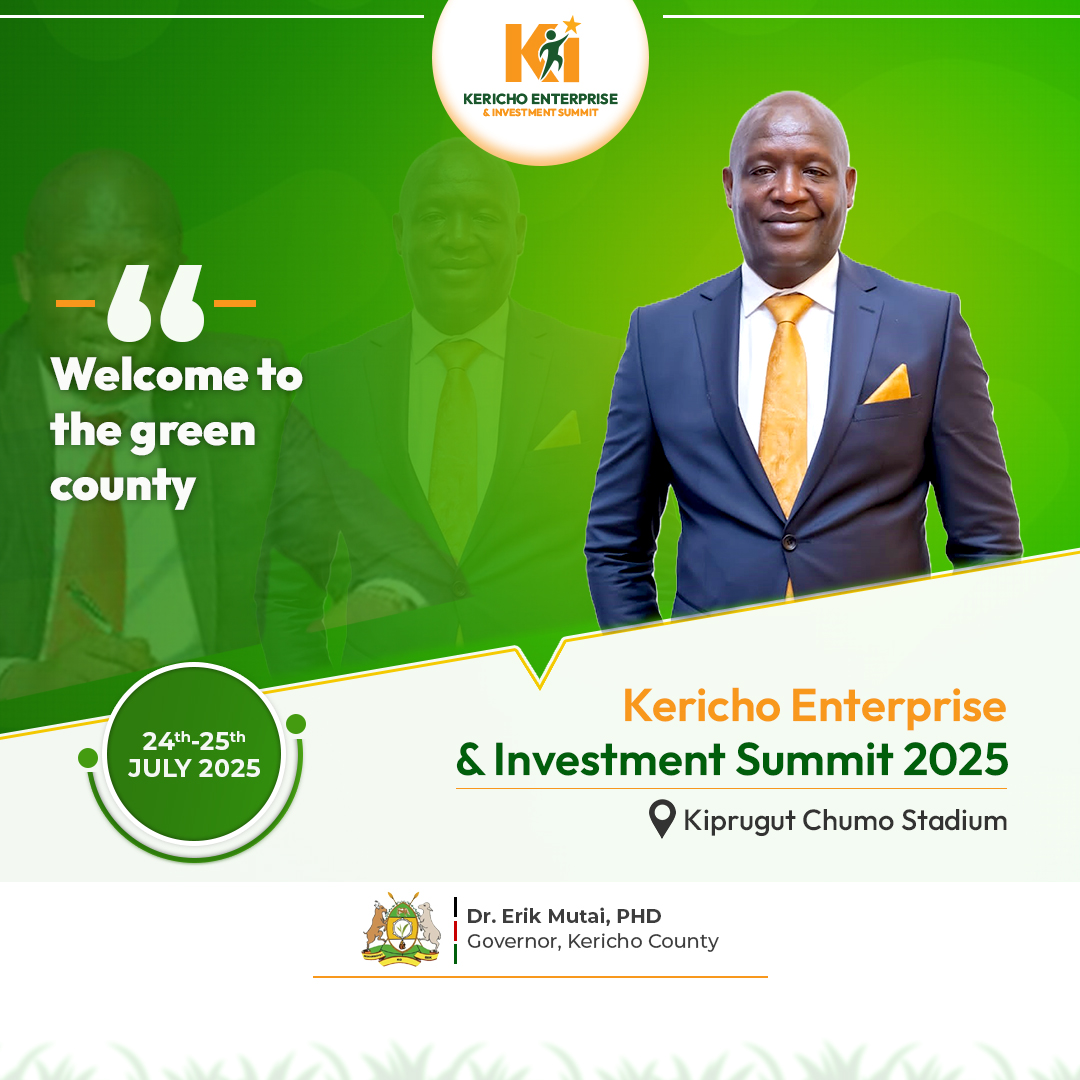 Ki
KERICHO ENTERPRISE
& INVESTMENT SUMMIT
“
Welcome to
the green
county
24th-25th
JULY 2025
Kericho Enterprise
& Investment Summit 2025
Kiprugut Chumo Stadium
Dr. Erik Mutai, PHD
Governor, Kericho County